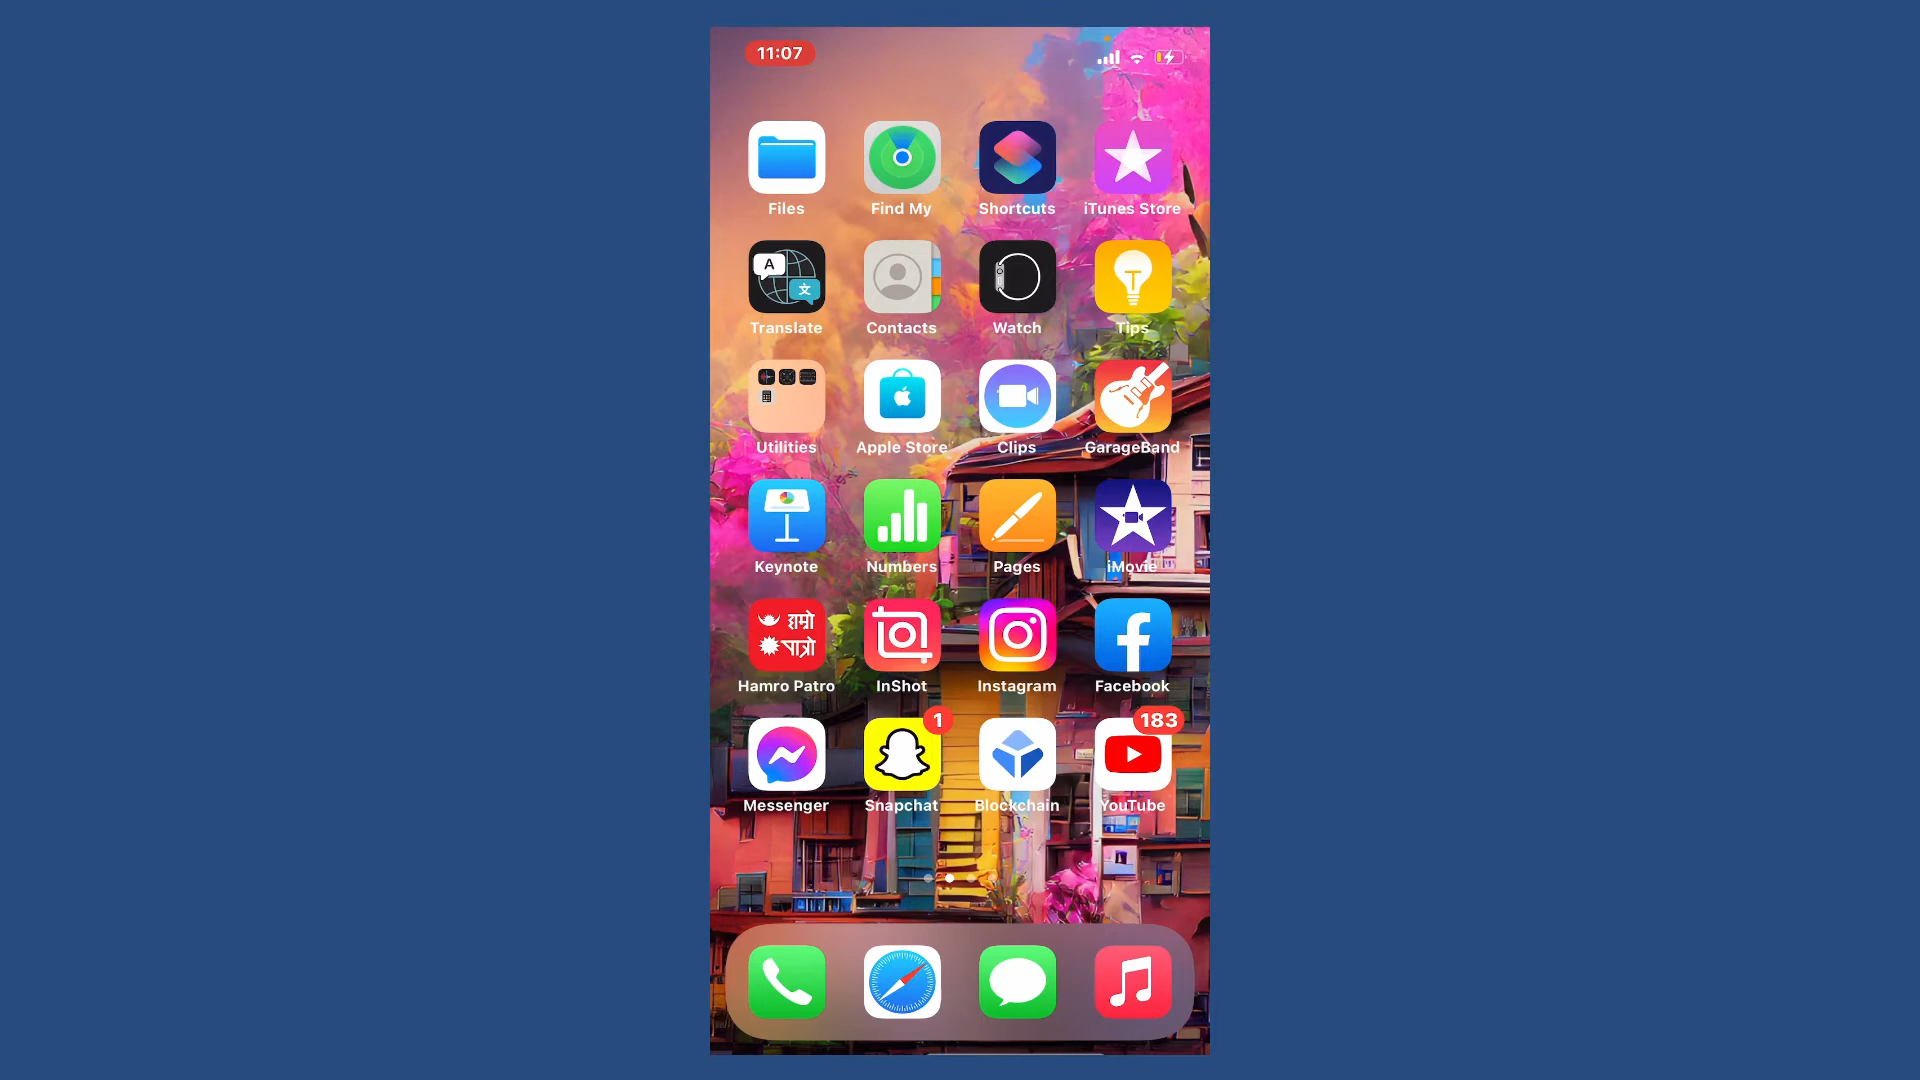 11:07
Files Find My Shortcuts iTunes Store
A 文 T
Translate Contacts Watch Tips
Utilities Apple Store Clips GarageBand
Keynote Numbers Pages iMovie
हाम्रो
पात्रो
Hamro Patro InShot Instagram Facebook
1 183
Messenger Snapchat Blockchain YouTube